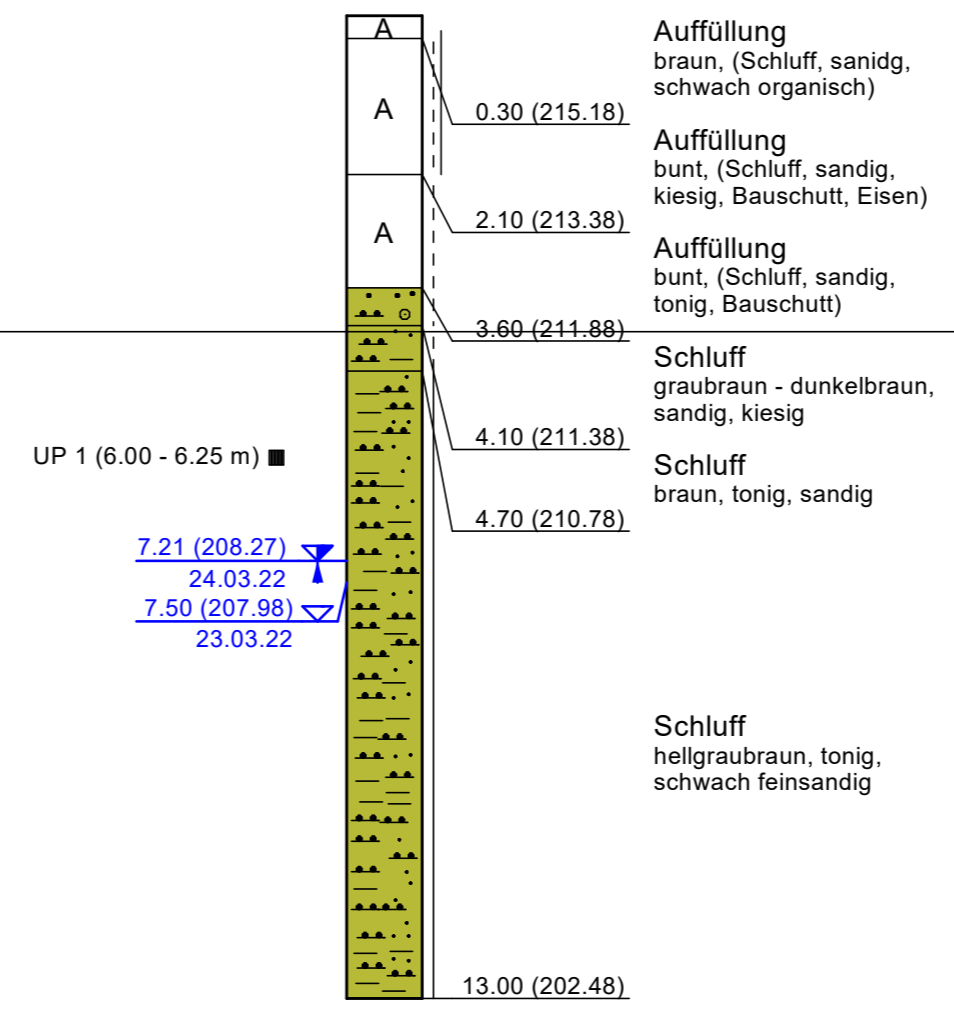 A
Auffüllung
braun, (Schluff, sanidg,
schwach organisch)
A
0.30 (215.18)
Auffüllung
bunt, (Schluff, sandig,
kiesig, Bauschutt, Eisen)
2.10 (213.38)
A
Auffüllung
bunt, (Schluff, sandig,
tonig, Bauschutt)
3.60 (211.88)
Schluff
graubraun - dunkelbraun,
sandig, kiesig
4.10 (211.38)
UP 1 (6.00 - 6.25 m)
Schluff
braun, tonig, sandig
4.70 (210.78)
7.21 (208.27)
24.03.22
7.50 (207.98)
23.03.22
Schluff
hellgraubraun, tonig,
schwach feinsandig
13.00 (202.48)